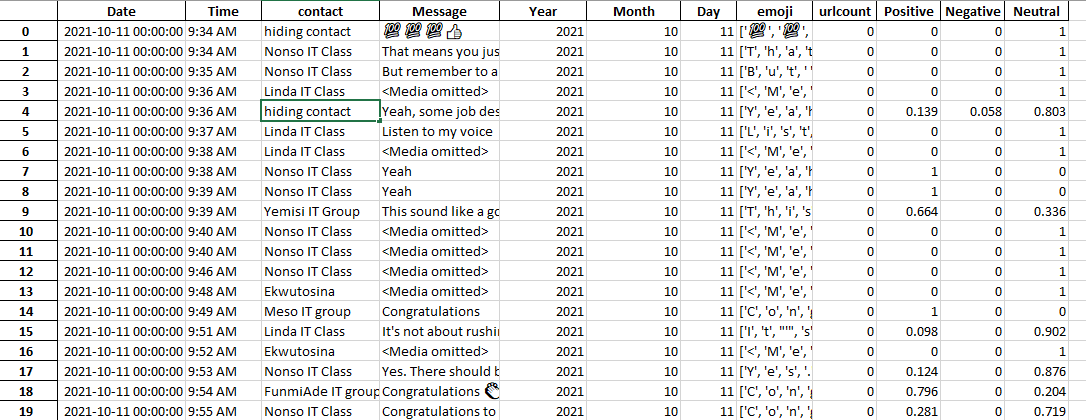 Date Time contact Message Year Month Day emoji urlcount Positive Negative Neutral
0 2021-10-11 00:00:00 9:34 AM hiding contact 💯 💯 💯 👍 2021 10 11 ['💯', '💯', 0 0 0 1
1 2021-10-11 00:00:00 9:34 AM Nonso IT Class That means you jus 2021 10 11 ['T', 'h', 'a', 't 0 0 0 1
2 2021-10-11 00:00:00 9:35 AM Nonso IT Class But remember to a 2021 10 11 ['B', 'u', 't', ' ' 0 0 0 1
3 2021-10-11 00:00:00 9:36 AM Linda IT Class <Media omitted> 2021 10 11 ['<', 'M', 'e', ' 0 0 0 1
4 2021-10-11 00:00:00 9:36 AM hiding contact Yeah, some job des 2021 10 11 ['Y', 'e', 'a', 'h 0 0.139 0.058 0.803
5 2021-10-11 00:00:00 9:37 AM Linda IT Class Listen to my voice 2021 10 11 ['L', 'i', 's', 't', 0 0 0 1
6 2021-10-11 00:00:00 9:38 AM Linda IT Class <Media omitted> 2021 10 11 ['<', 'M', 'e', ' 0 0 0 1
7 2021-10-11 00:00:00 9:38 AM Nonso IT Class Yeah 2021 10 11 ['Y', 'e', 'a', 'h 0 1 0 0
8 2021-10-11 00:00:00 9:39 AM Nonso IT Class Yeah 2021 10 11 ['Y', 'e', 'a', 'h 0 1 0 0
9 2021-10-11 00:00:00 9:39 AM Yemisi IT Group This sound like a go 2021 10 11 ['T', 'h', 'i', 's 0 0.664 0 0.336
10 2021-10-11 00:00:00 9:40 AM Nonso IT Class <Media omitted> 2021 10 11 ['<', 'M', 'e', ' 0 0 0 1
11 2021-10-11 00:00:00 9:40 AM Nonso IT Class <Media omitted> 2021 10 11 ['<', 'M', 'e', ' 0 0 0 1
12 2021-10-11 00:00:00 9:46 AM Nonso IT Class <Media omitted> 2021 10 11 ['<', 'M', 'e', ' 0 0 0 1
13 2021-10-11 00:00:00 9:48 AM Ekwutosina <Media omitted> 2021 10 11 ['<', 'M', 'e', ' 0 0 0 1
14 2021-10-11 00:00:00 9:49 AM Meso IT group Congratulations 2021 10 11 ['C', 'o', 'n', 'g 0 1 0 0
15 2021-10-11 00:00:00 9:51 AM Linda IT Class It's not about rushi 2021 10 11 ['I', 't', "'", 's' 0 0.098 0 0.902
16 2021-10-11 00:00:00 9:52 AM Ekwutosina <Media omitted> 2021 10 11 ['<', 'M', 'e', ' 0 0 0 1
17 2021-10-11 00:00:00 9:53 AM Nonso IT Class Yes. There should b 2021 10 11 ['Y', 'e', 's', '. 0 0.124 0 0.876
18 2021-10-11 00:00:00 9:54 AM FunmiAde IT group Congratulations 👏 2021 10 11 ['C', 'o', 'n', 'g 0 0.796 0 0.204
19 2021-10-11 00:00:00 9:55 AM Nonso IT Class Congratulations to 2021 10 11 ['C', 'o', 'n', 'g 0 0.281 0 0.719